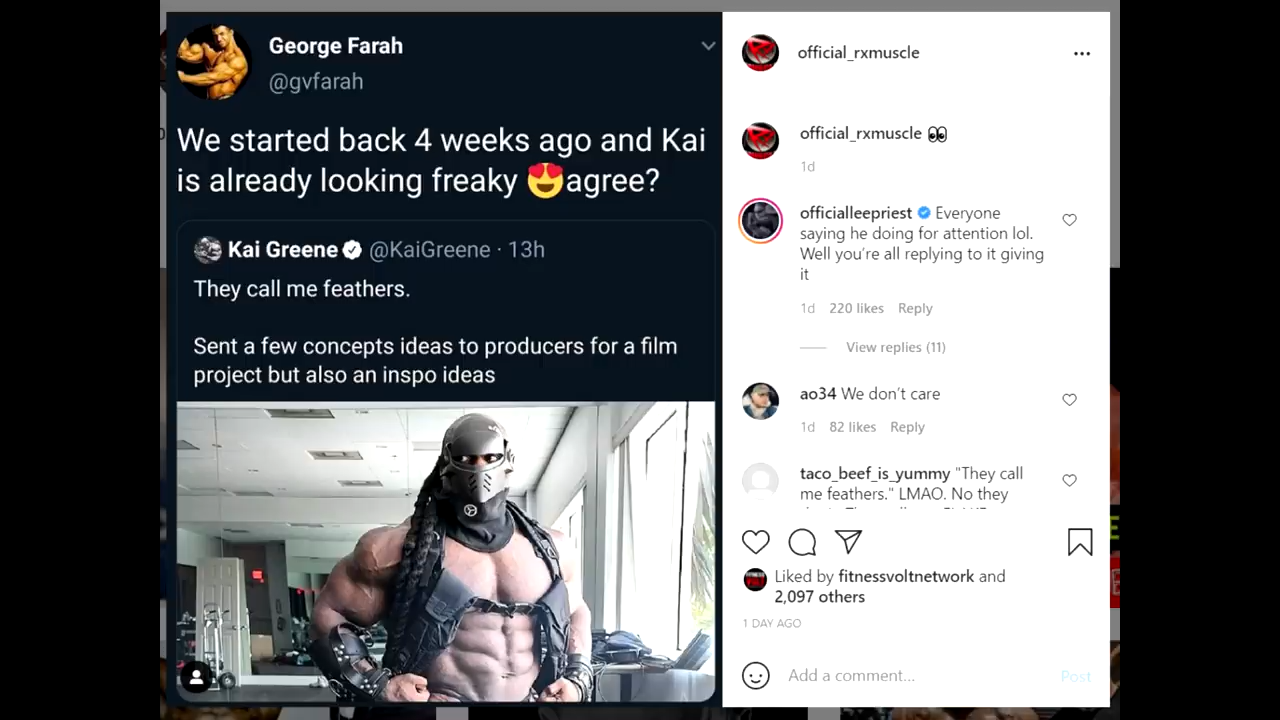 George Farah
@gvfarah
We started back 4 weeks ago and Kai
is already looking freaky 😍agree?
Kai Greene @KaiGreene · 13h
They call me feathers.
Sent a few concepts ideas to producers for a film
project but also an inspo ideas
official_rxmuscle
official_rxmuscle 👀
1d
officialleepriest Everyone
saying he doing for attention lol.
Well you're all replying to it giving
it
1d 220 likes Reply
View replies (11)
ao34 We don't care
1d 82 likes Reply
taco_beef_is_yummy "They call
me feathers." LMAO. No they
Liked by fitnessvoltnetwork and
2,097 others
1 DAY AGO
Add a comment... Post